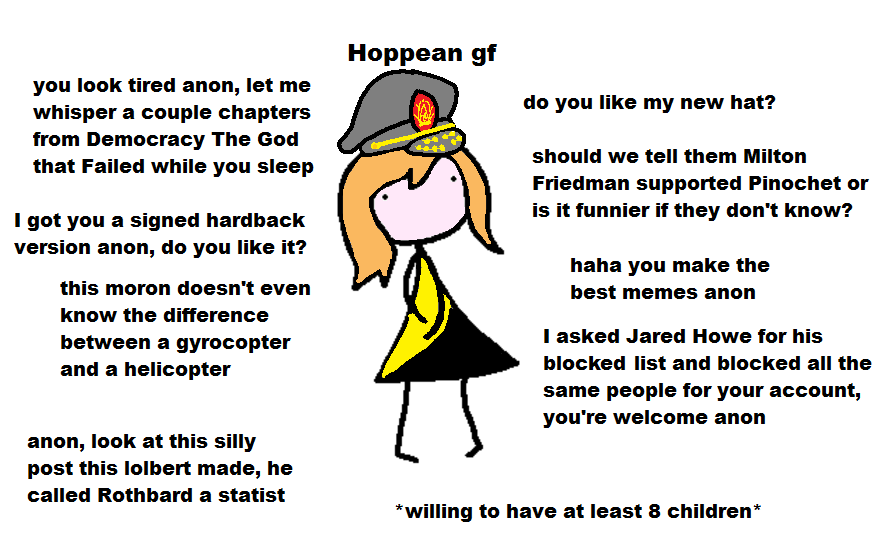 Hoppean gf
you look tired anon, let me
whisper a couple chapters
from Democracy The God
that Failed while you sleep
I got you a signed hardback
version anon, do you like it?
this moron doesn't even
know the difference
between a gyrocopter
and a helicopter
anon, look at this silly
post this lolbert made, he
called Rothbard a statist
do you like my new hat?
should we tell them Milton
Friedman supported Pinochet or
is it funnier if they don't know?
haha you make the
best memes anon
I asked Jared Howe for his
blocked list and blocked all the
same people for your account,
you're welcome anon
*willing to have at least 8 children*